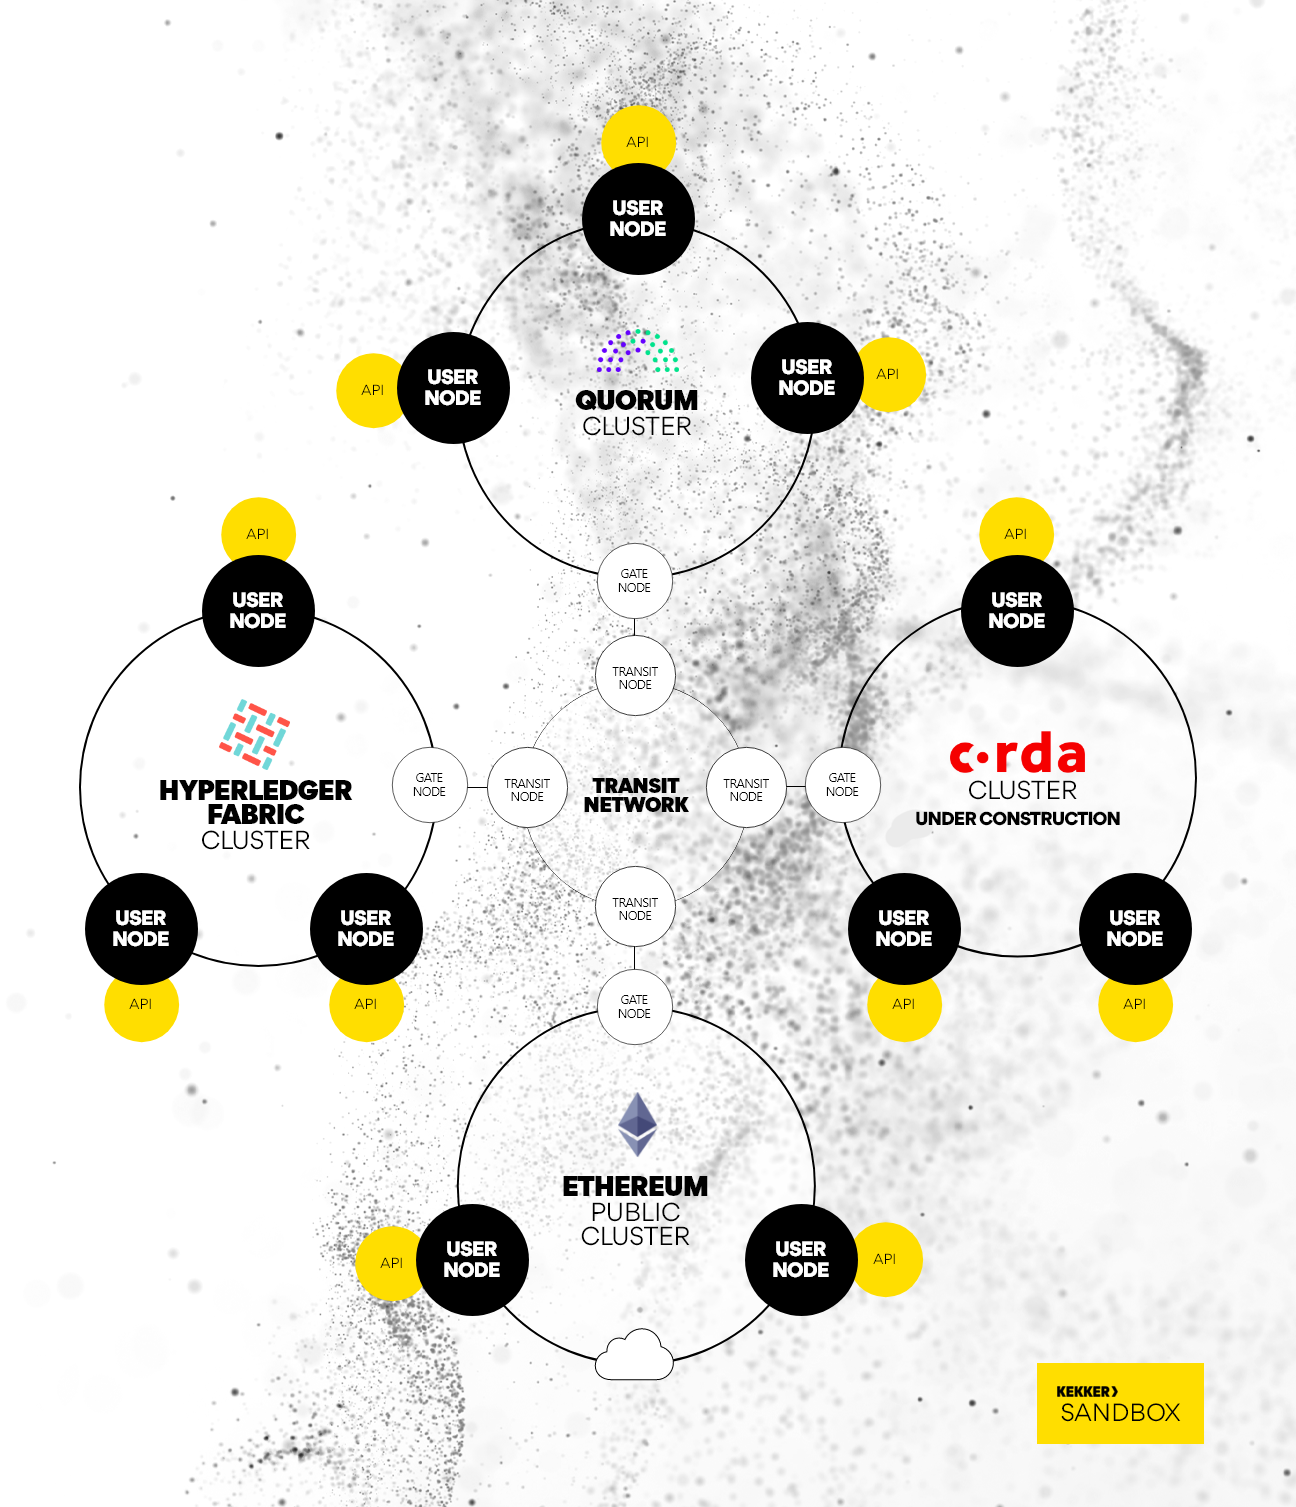 API
USER
NODE
API
USER
NODE
QUORUM
CLUSTER
USER
NODE
API
GATE
NODE
API
USER
NODE
HYPERLEDGER
FABRIC
CLUSTER
GATE
NODE
USER
NODE
API
USER
NODE
API
TRANSIT
NODE
TRANSIT
NODE
TRANSIT
NETWORK
TRANSIT
NODE
TRANSIT
NODE
API
USER
NODE
GATE
NODE
corda
CLUSTER
UNDER CONSTRUCTION
USER
NODE
API
USER
NODE
API
GATE
NODE
ETHEREUM
PUBLIC
CLUSTER
API
USER
NODE
USER
NODE
API
KEKKER
SANDBOX